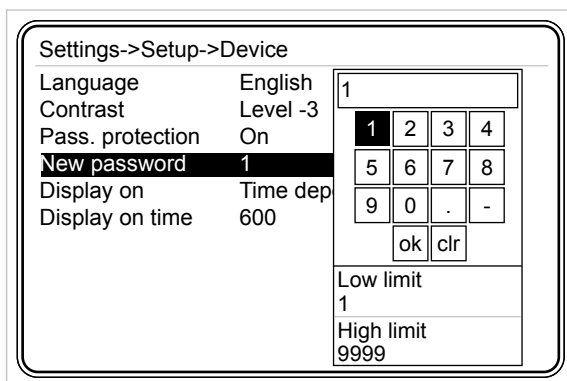 Settings->Setup->Device
Language English
Contrast Level -3
Pass. protection On
New password 1
Display on Time dep
Display on time 600
1
1 2 3 4
5 6 7 8
9 0 . -
ok clr
Low limit
1
High limit
9999